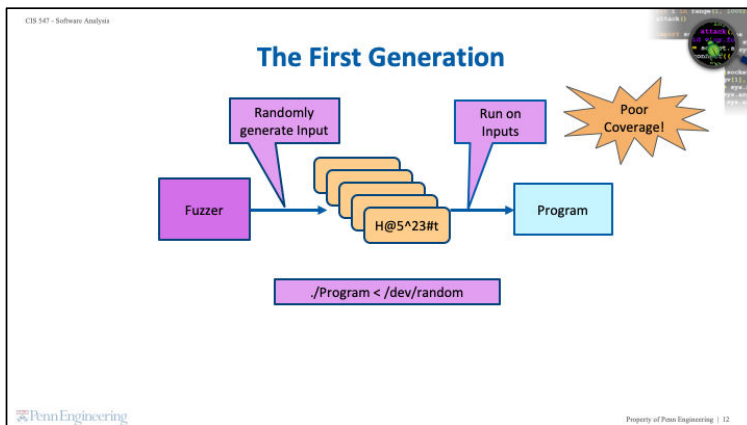 CIS 547 – Software Analysis
The First Generation
Randomly
generate Input
Run on
Inputs
Poor
Coverage!
Fuzzer
H@5^23#t
Program
./Program < /dev/random
Penn Engineering
Property of Penn Engineering | 12